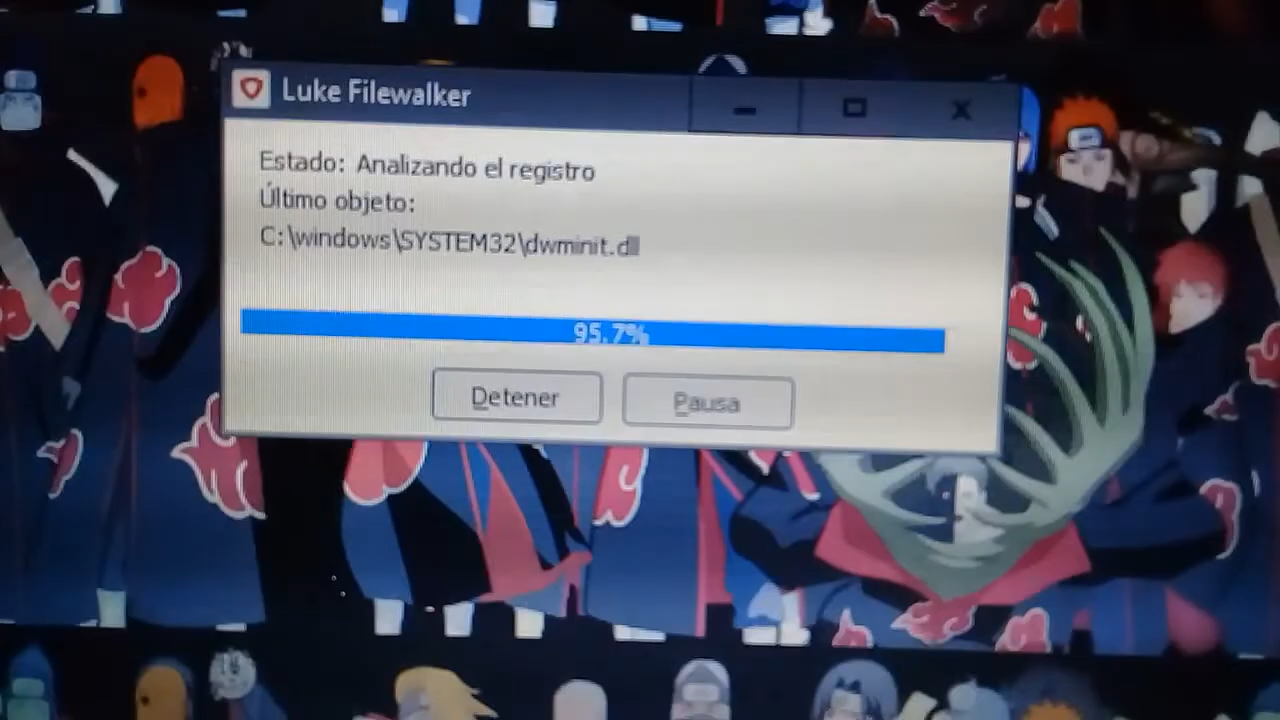 Luke Filewalker
Estado: Analizando el registro
Último objeto:
C:\windows\SYSTEM32\dwminit.dll
95.7%
Detener
Pausa